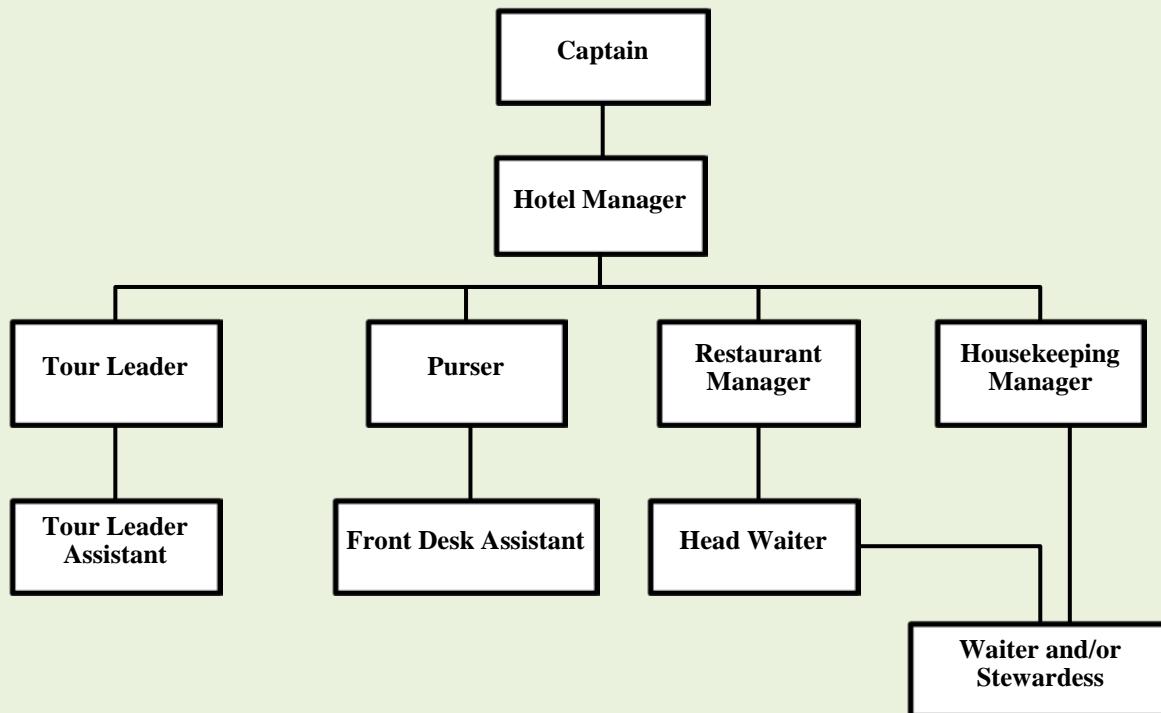 Captain
Hotel Manager
Tour Leader
Purser
Restaurant
Manager
Housekeeping
Manager
Tour Leader
Assistant
Front Desk Assistant
Head Waiter
Waiter and/or
Stewardess